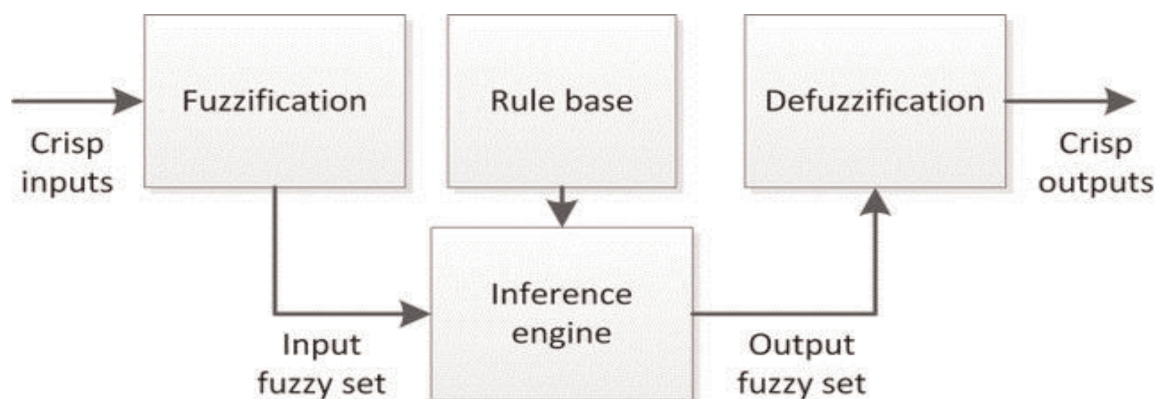 Fuzzification
Rule base
Defuzzification
Crisp
inputs
Crisp
outputs
Inference
engine
Input
fuzzy set
Output
fuzzy set